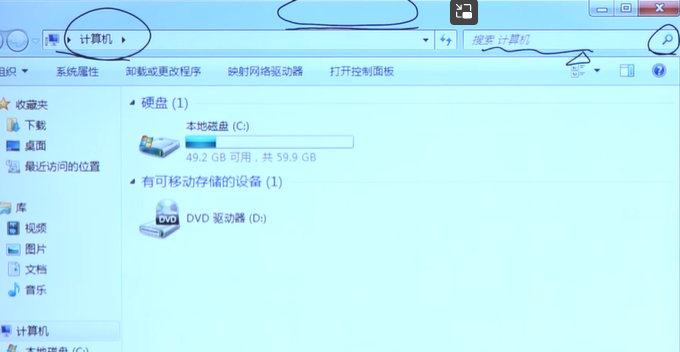 计算机
搜索 计算机
组织 系统属性 卸载或更改程序 映射网络驱动器 打开控制面板
收藏夹
下载
桌面
最近访问的位置
库
视频
图片
文档
音乐
计算机
本地磁盘 (C:)
硬盘 (1)
本地磁盘 (C:)
49.2 GB 可用，共 59.9 GB
有可移动存储的设备 (1)
DVD
DVD 驱动器 (D:)